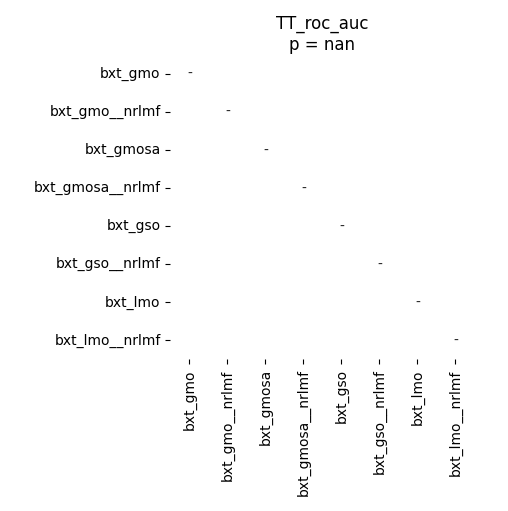 TT_roc_auc
p = nan
bxt_gmo -
bxt_gmo__nrlmf -
bxt_gmosa -
bxt_gmosa__nrlmf -
bxt_gso -
bxt_gso__nrlmf -
bxt_lmo -
bxt_lmo__nrlmf -
bxt_gmo
bxt_gmo__nrlmf
bxt_gmosa
bxt_gmosa__nrlmf
bxt_gso
bxt_gso__nrlmf
bxt_lmo
bxt_lmo__nrlmf